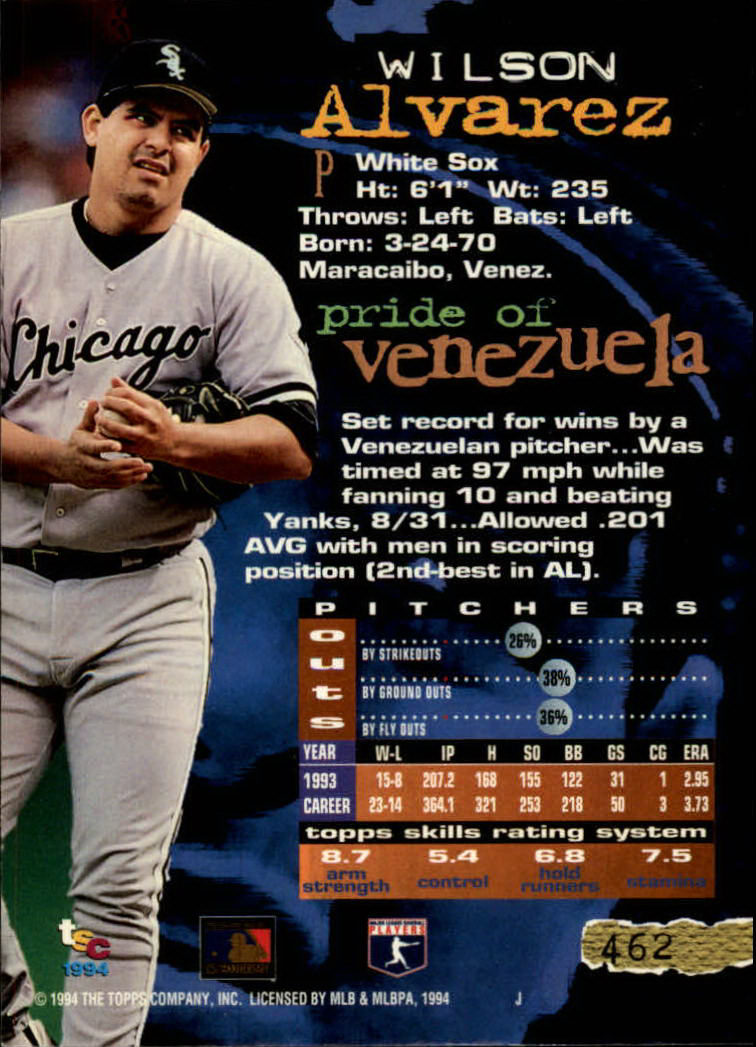 WILSON
Alvarez
P White Sox
Ht: 6'1" Wt: 235
Throws: Left Bats: Left
Born: 3-24-70
Maracaibo, Venez.
pride of
venezuela
Chicago
Set record for wins by a
Venezuelan pitcher...Was
timed at 97 mph while
fanning 10 and beating
Yanks, 8/31...Allowed .201
AVG with men in scoring
position (2nd-best in AL).
PITCHERS
Outs
26%
BY STRIKEOUTS
38%
BY GROUND OUTS
36%
BY FLY OUTS
YEAR W-L IP H SO BB GS CG ERA
1993 15-8 207.2 168 155 122 31 1 2.95
CAREER 23-14 364.1 321 253 218 50 3 3.73
topps skills rating system
8.7 5.4 6.8 7.5
arm strength control hold runners stamina
tsc
1994
PLAYERS
462
© 1994 THE TOPPS COMPANY, INC. LICENSED BY MLB & MLBPA, 1994 J